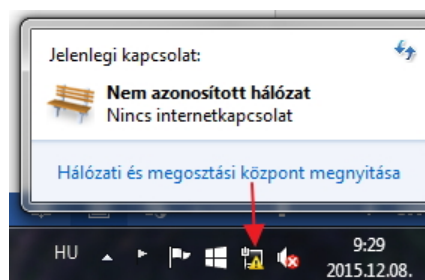 Jelenlegi kapcsolat:
Nem azonosított hálózat
Nincs internetkapcsolat
Hálózati és megosztási központ megnyitása
HU
9:29
2015.12.08.